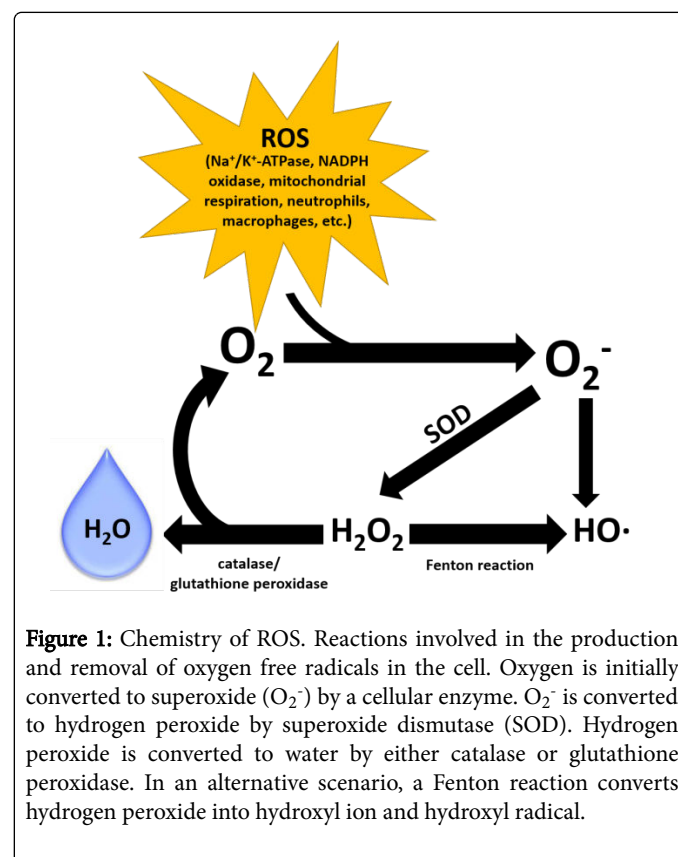 ROS
(Na⁺/K⁺-ATPase, NADPH
oxidase, mitochondrial
respiration, neutrophils,
macrophages, etc.)
O₂
O₂⁻
SOD
H₂O
H₂O₂
HO·
catalase/
glutathione peroxidase
Fenton reaction
Figure 1: Chemistry of ROS. Reactions involved in the production
and removal of oxygen free radicals in the cell. Oxygen is initially
converted to superoxide (O₂⁻) by a cellular enzyme. O₂⁻ is converted
to hydrogen peroxide by superoxide dismutase (SOD). Hydrogen
peroxide is converted to water by either catalase or glutathione
peroxidase. In an alternative scenario, a Fenton reaction converts
hydrogen peroxide into hydroxyl ion and hydroxyl radical.